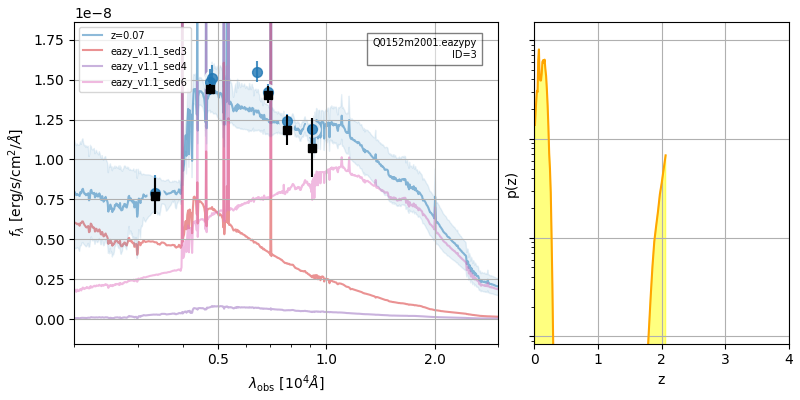 1e−8
z=0.07
eazy_v1.1_sed3
eazy_v1.1_sed4
eazy_v1.1_sed6
Q0152m2001.eazypy
ID=3
1.75
1.50
1.25
1.00
0.75
0.50
0.25
0.00
fλ [erg/s/cm²/Å]
0.5 1.0 2.0
λobs [10⁴Å]
p(z)
0 1 2 3 4
z